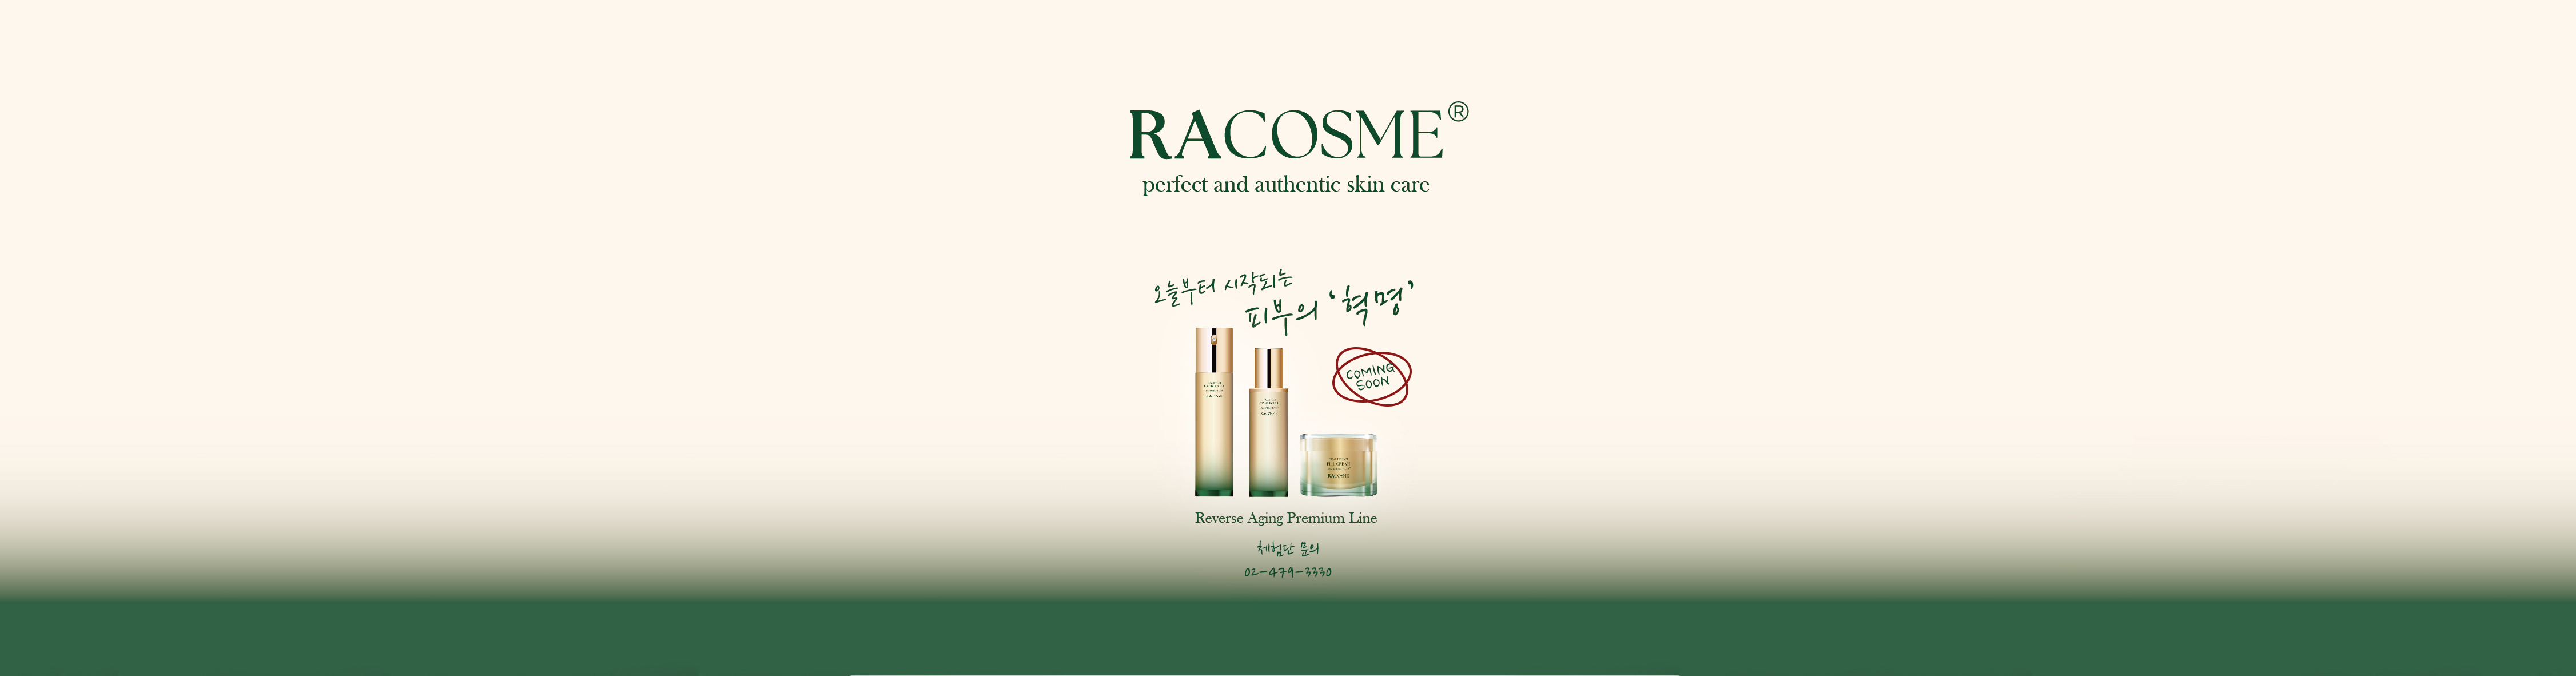 RACOSME®
perfect and authentic skin care
오늘부터 시작되는
피부의 ‘혁명’
COMING
SOON
RACOSME
Reverse Aging Premium Line
체험단 문의
02-479-3330